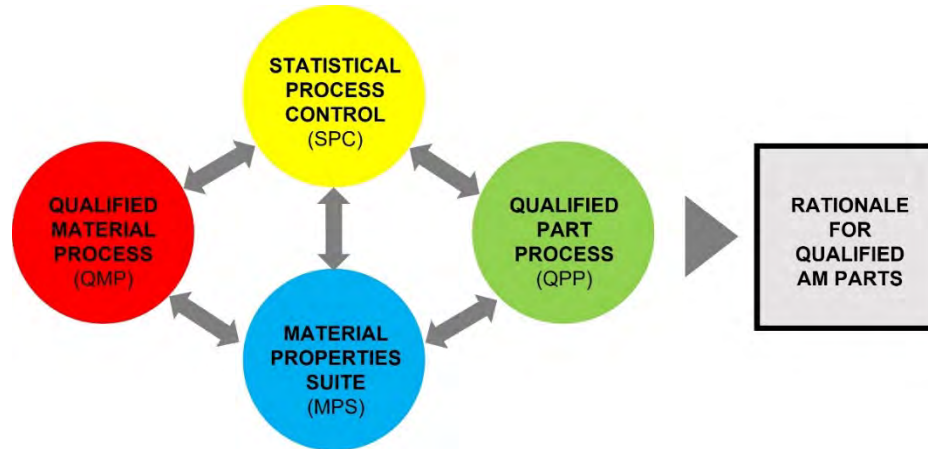 STATISTICAL
PROCESS
CONTROL
(SPC)
QUALIFIED
MATERIAL
PROCESS
(QMP)
QUALIFIED
PART
PROCESS
(QPP)
RATIONALE
FOR
QUALIFIED
AM PARTS
MATERIAL
PROPERTIES
SUITE
(MPS)